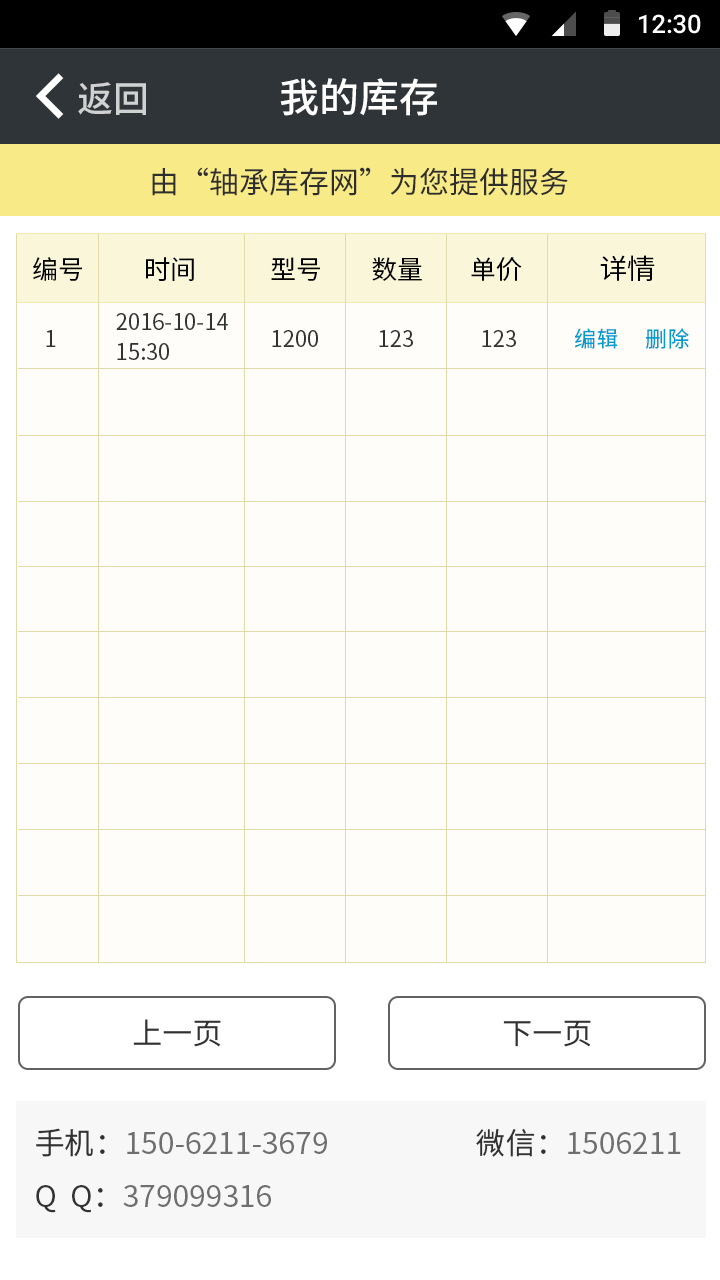 12:30
返回 我的库存
由“轴承库存网”为您提供服务
编号 时间 型号 数量 单价 详情
1 2016-10-14 15:30 1200 123 123 编辑 删除
上一页 下一页
手机：150-6211-3679 微信：1506211
Q Q：379099316